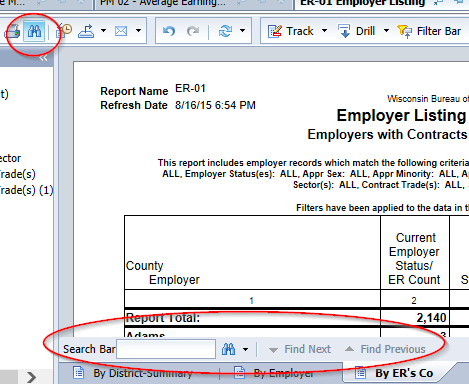 PM 02 - Average Earning...
ER-01 Employer Listing
Track
Drill
Filter Bar
Report Name ER-01
Refresh Date 8/16/15 6:54 PM
Wisconsin Bureau of
Employer Listing
Employers with Contracts
This report includes employer records which match the following criteria
ALL, Employer Status(es): ALL, Appr Sex: ALL, Appr Minority: ALL, Ap
Sector(s): ALL, Contract Trade(s): ALL,
Filters have been applied to the data in th
t)
ector
rade(s)
rade(s) (1)
Current
Employer
County Status/
Employer ER Count S
1 2
Report Total: 2,140
Adams 3
Search Bar Find Next Find Previous
By District-Summary By Employer By ER's Co